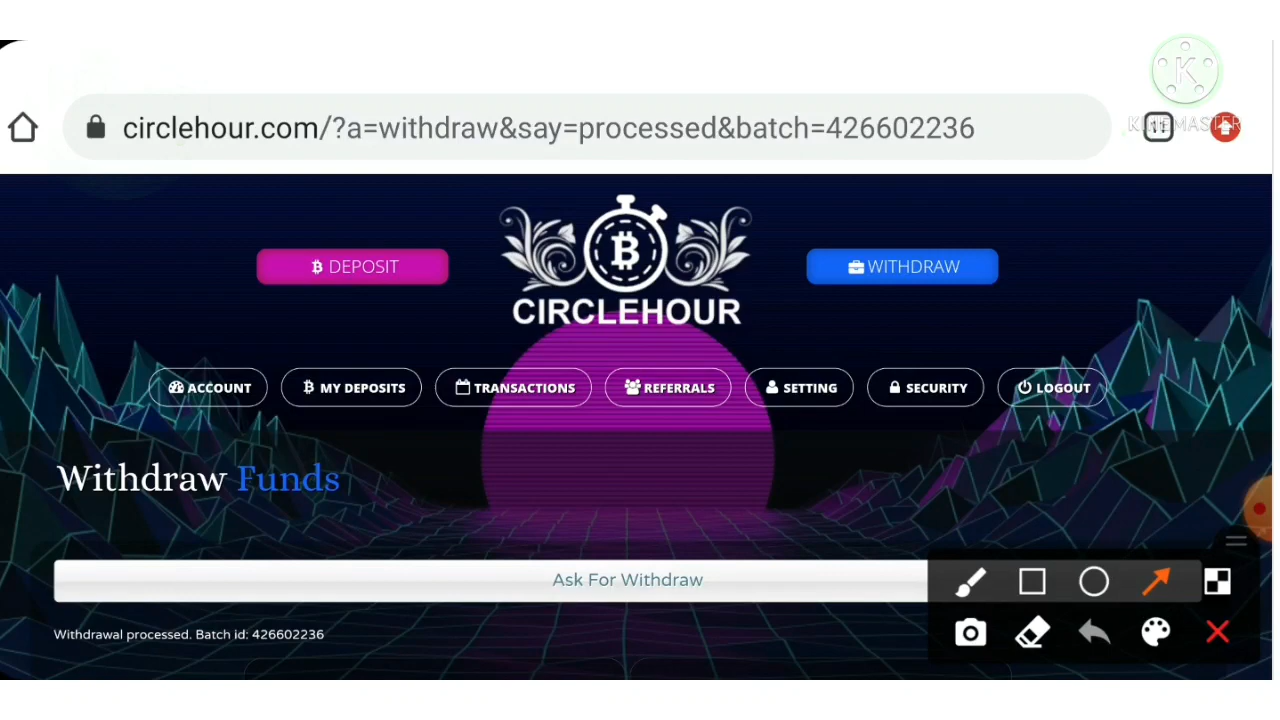 circlehour.com/?a=withdraw&say=processed&batch=426602236
KINEMASTER
DEPOSIT
WITHDRAW
CIRCLEHOUR
ACCOUNT
MY DEPOSITS
TRANSACTIONS
REFERRALS
SETTING
SECURITY
LOGOUT
Withdraw Funds
Ask For Withdraw
Withdrawal processed. Batch id: 426602236